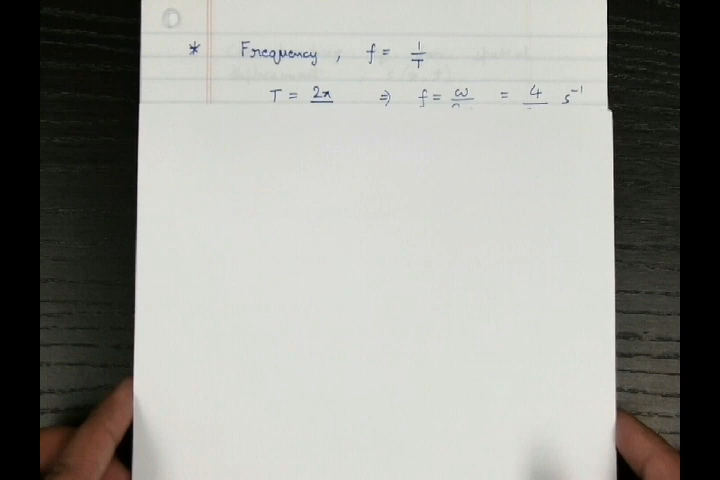 * Frequency, f = 1/T
T = 2π ⇒ f = ω = 4 s⁻¹